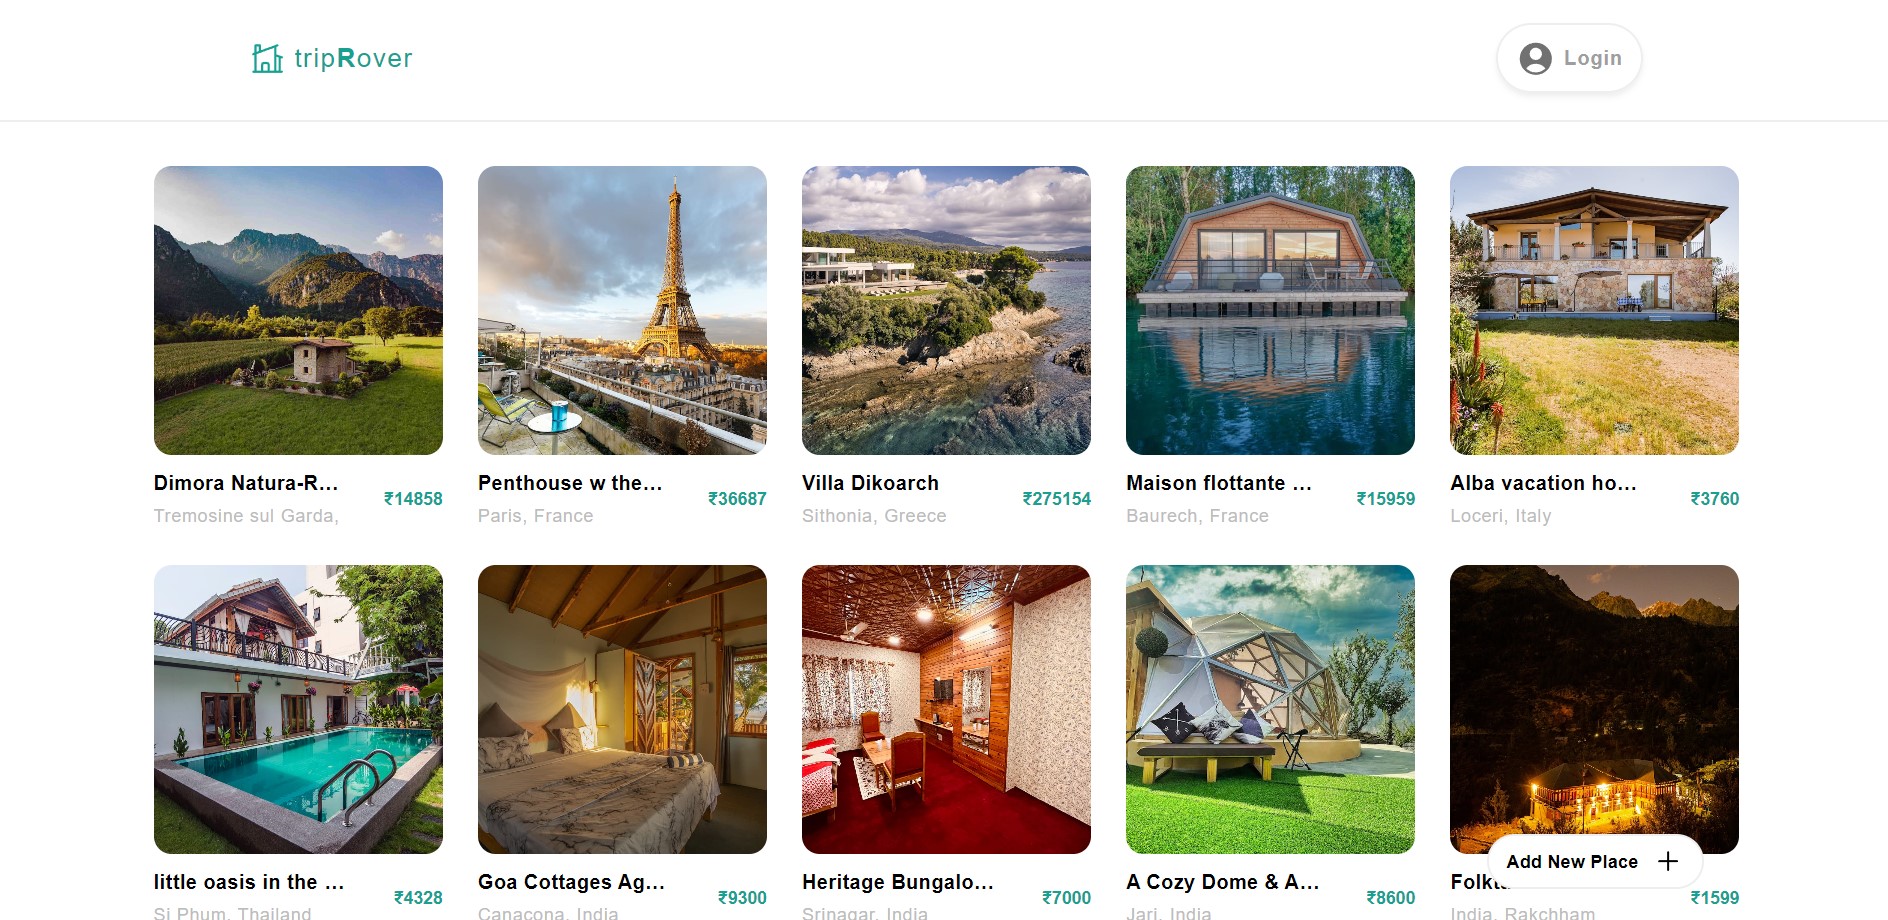 tripRover
Login
Dimora Natura-R...
₹14858
Tremosine sul Garda,
Penthouse w the...
₹36687
Paris, France
Villa Dikoarch
₹275154
Sithonia, Greece
Maison flottante ...
₹15959
Baurech, France
Alba vacation ho...
₹3760
Loceri, Italy
little oasis in the ...
₹4328
Si Phum, Thailand
Goa Cottages Ag...
₹9300
Canacona, India
Heritage Bungalo...
₹7000
Srinagar, India
A Cozy Dome & A...
₹8600
Jari, India
Add New Place
₹1599
India, Rakchham